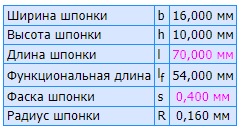 Ширина шпонки b 16,000 мм
Высота шпонки h 10,000 мм
Длина шпонки l 70,000 мм
Функциональная длина lf 54,000 мм
Фаска шпонки s 0,400 мм
Радиус шпонки R 0,160 мм